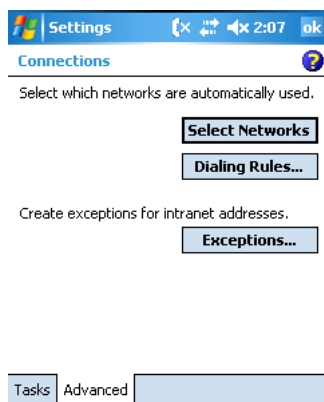 Settings 2:07 ok
Connections
Select which networks are automatically used.
Select Networks
Dialing Rules...
Create exceptions for intranet addresses.
Exceptions...
Tasks Advanced